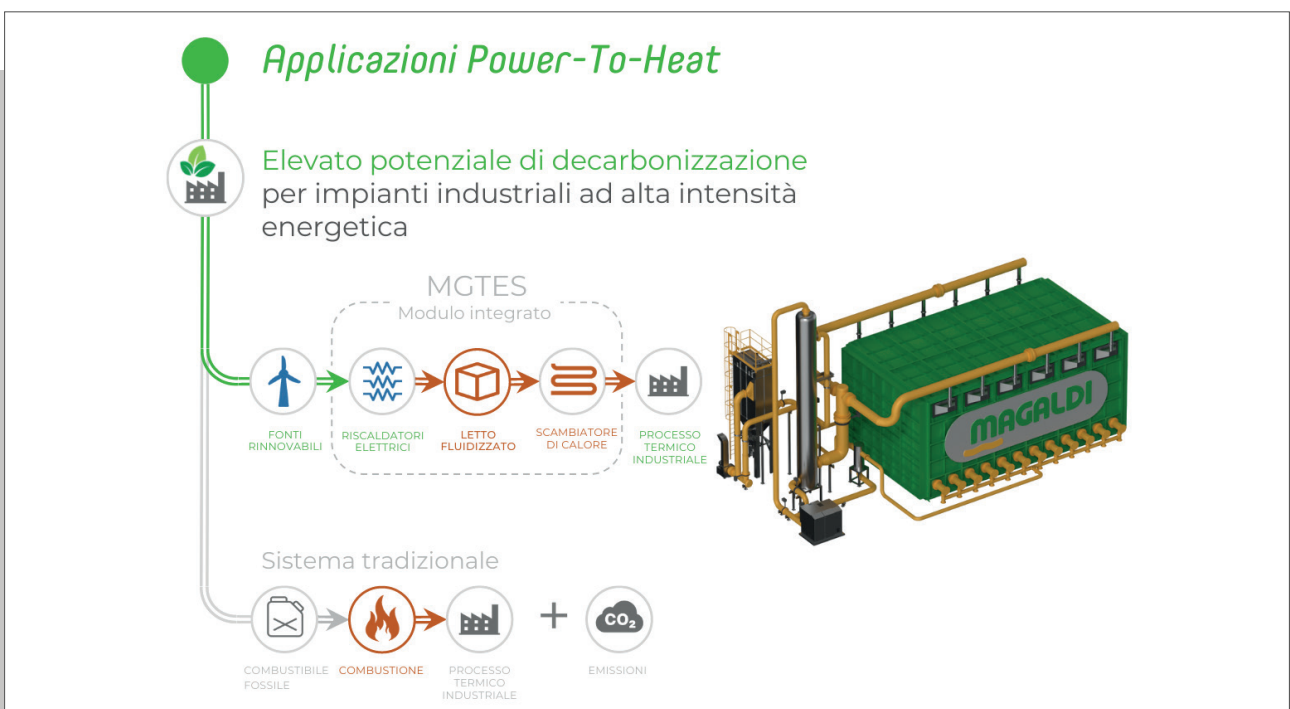 Applicazioni Power-To-Heat
Elevato potenziale di decarbonizzazione
per impianti industriali ad alta intensità
energetica
MGTES
Modulo integrato
FONTI
RINNOVABILI
RISCALDATORI
ELETTRICI
LETTO
FLUIDIZZATO
SCAMBIATORE
DI CALORE
PROCESSO
TERMICO
INDUSTRIALE
MAGALDI
Sistema tradizionale
CO₂
COMBUSTIBILE
FOSSILE
COMBUSTIONE
PROCESSO
TERMICO
INDUSTRIALE
+
EMISSIONI